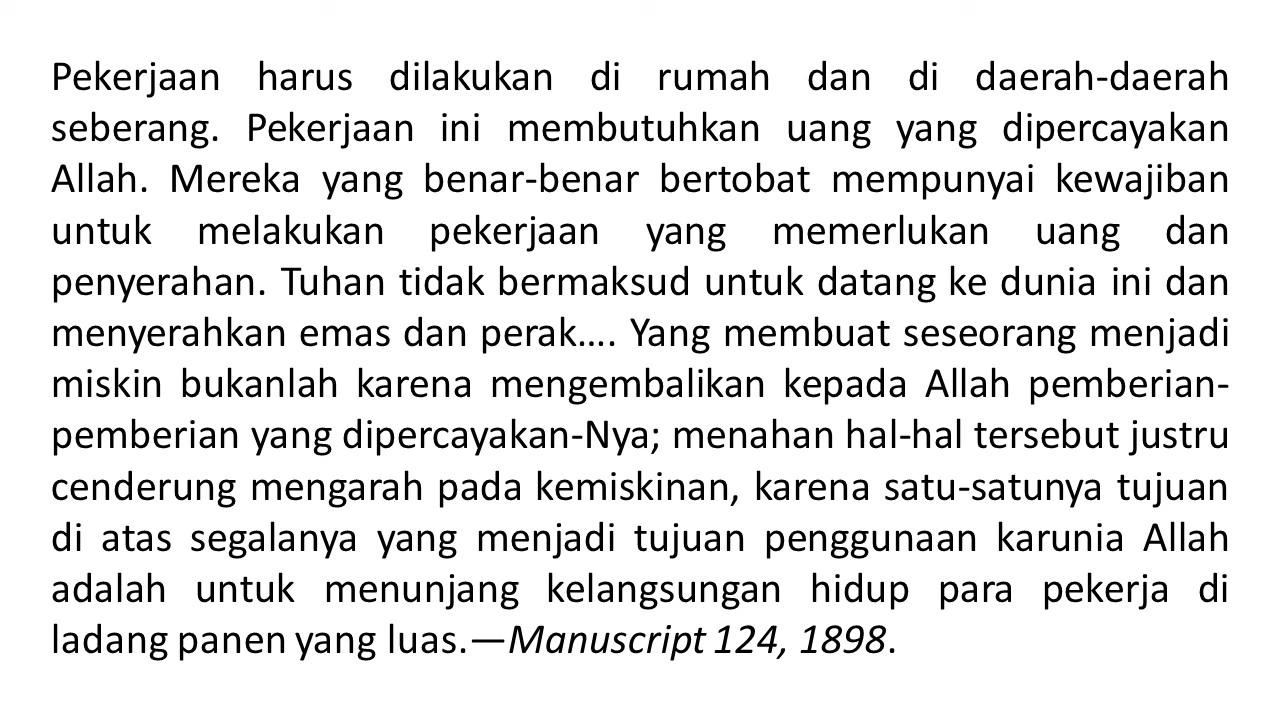 Pekerjaan harus dilakukan di rumah dan di daerah-daerah
seberang. Pekerjaan ini membutuhkan uang yang dipercayakan
Allah. Mereka yang benar-benar bertobat mempunyai kewajiban
untuk melakukan pekerjaan yang memerlukan uang dan
penyerahan. Tuhan tidak bermaksud untuk datang ke dunia ini dan
menyerahkan emas dan perak…. Yang membuat seseorang menjadi
miskin bukanlah karena mengembalikan kepada Allah pemberian-
pemberian yang dipercayakan-Nya; menahan hal-hal tersebut justru
cenderung mengarah pada kemiskinan, karena satu-satunya tujuan
di atas segalanya yang menjadi tujuan penggunaan karunia Allah
adalah untuk menunjang kelangsungan hidup para pekerja di
ladang panen yang luas.—Manuscript 124, 1898.